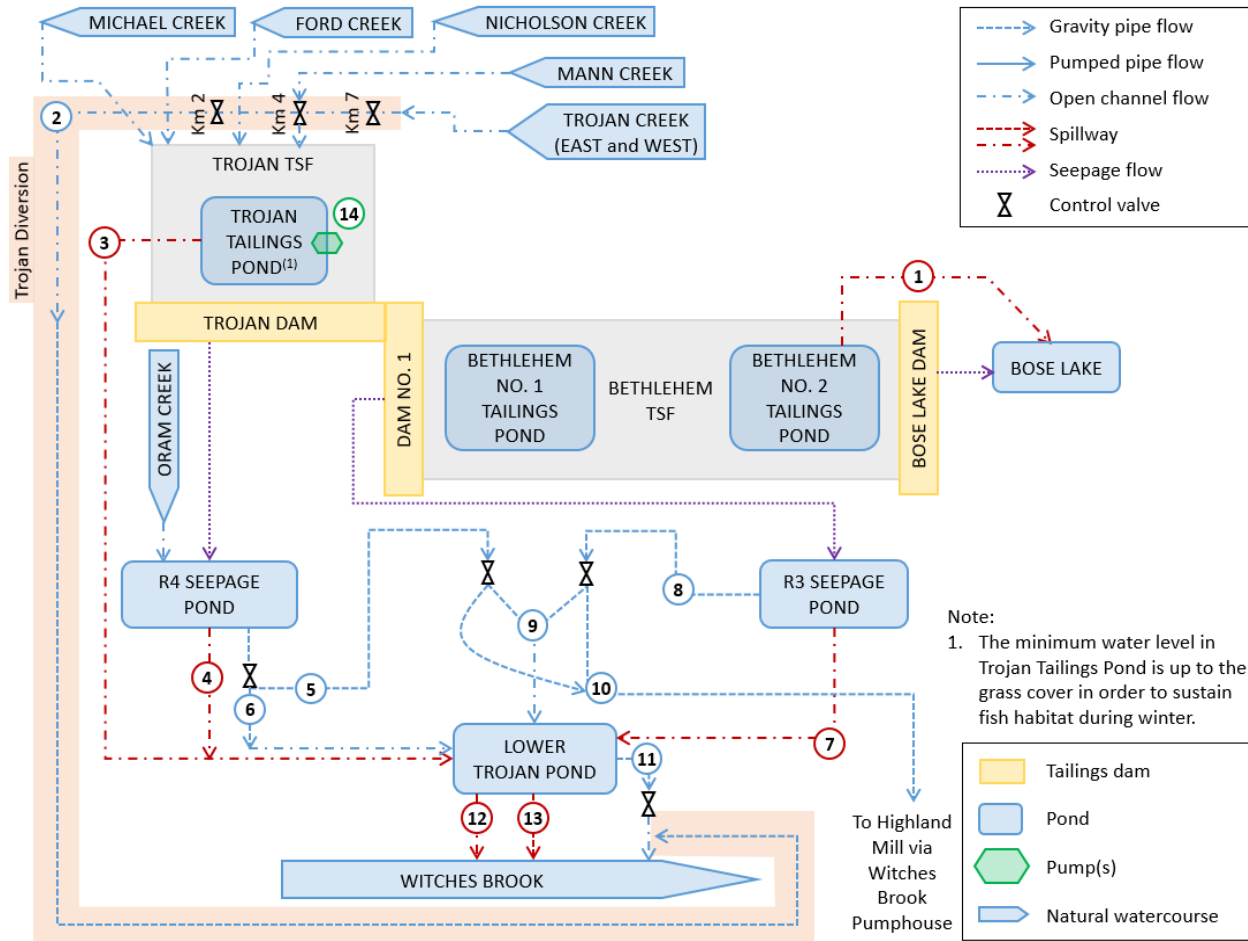 MICHAEL CREEK
FORD CREEK
NICHOLSON CREEK
MANN CREEK
TROJAN CREEK
(EAST and WEST)
Km 2
Km 4
Km 7
2
Trojan Diversion
TROJAN TSF
TROJAN
TAILINGS
POND(1)
14
3
TROJAN DAM
DAM NO. 1
BETHLEHEM
NO. 1
TAILINGS
POND
BETHLEHEM
TSF
BETHLEHEM
NO. 2
TAILINGS
POND
BOSE LAKE DAM
1
BOSE LAKE
ORAM CREEK
R4 SEEPAGE
POND
R3 SEEPAGE
POND
4
5
6
8
9
10
7
LOWER
TROJAN POND
11
12
13
WITCHES BROOK
To Highland
Mill via
Witches
Brook
Pumphouse
Gravity pipe flow
Pumped pipe flow
Open channel flow
Spillway
Seepage flow
Control valve
Note:
1. The minimum water level in
Trojan Tailings Pond is up to the
grass cover in order to sustain
fish habitat during winter.
Tailings dam
Pond
Pump(s)
Natural watercourse